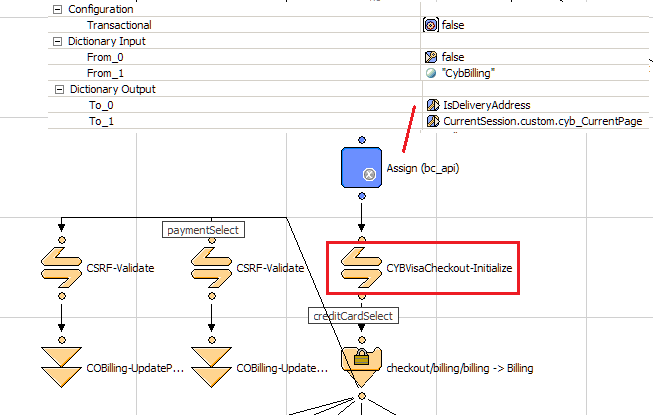 Configuration
Transactional false
Dictionary Input
From_0 false
From_1 "CybBilling"
Dictionary Output
To_0 IsDeliveryAddress
To_1 CurrentSession.custom.cyb_CurrentPage
Assign (bc_api)
paymentSelect
CSRF-Validate CSRF-Validate CYBVisaCheckout-Initialize
creditCardSelect
COBilling-UpdateP... COBilling-Update... checkout/billing/billing -> Billing